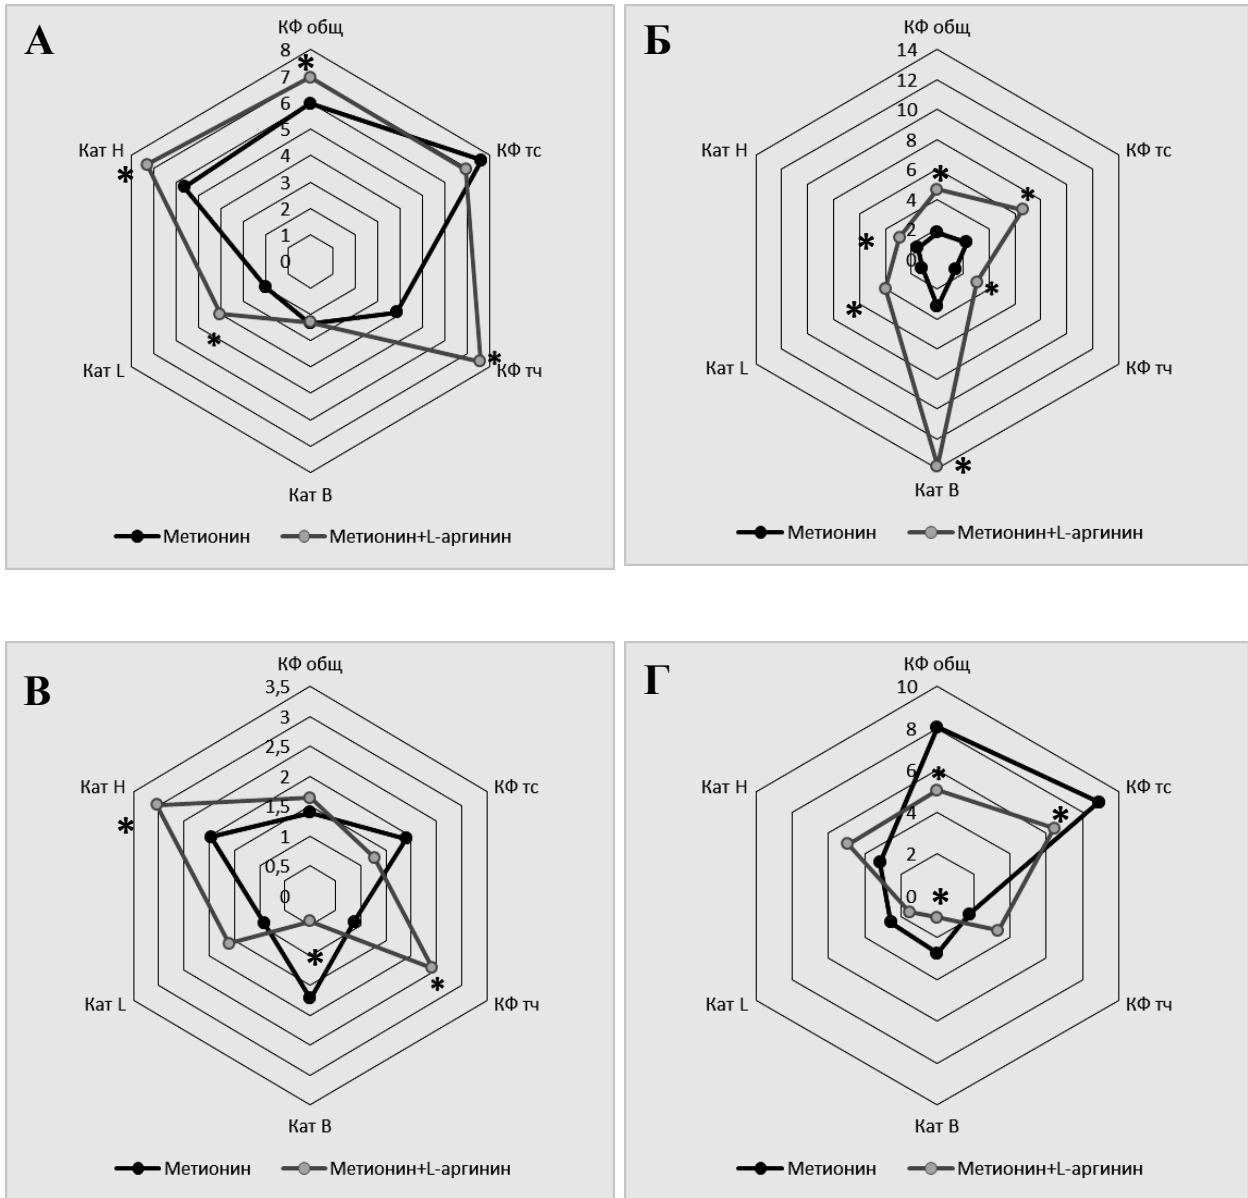 А
КФ общ
8
7
6
5
4
3
2
1
0
КФ тс
КФ тч
Кат В
Кат L
Кат Н
*
*
*
*
Метионин
Метионин+L-аргинин
Б
КФ общ
14
12
10
8
6
4
2
0
КФ тс
КФ тч
Кат В
Кат L
Кат Н
*
*
*
*
*
*
Метионин
Метионин+L-аргинин
В
КФ общ
3,5
3
2,5
2
1,5
1
0,5
0
КФ тс
КФ тч
Кат В
Кат L
Кат Н
*
*
*
Метионин
Метионин+L-аргинин
Г
КФ общ
10
8
6
4
2
0
КФ тс
КФ тч
Кат В
Кат L
Кат Н
*
*
*
Метионин
Метионин+L-аргинин